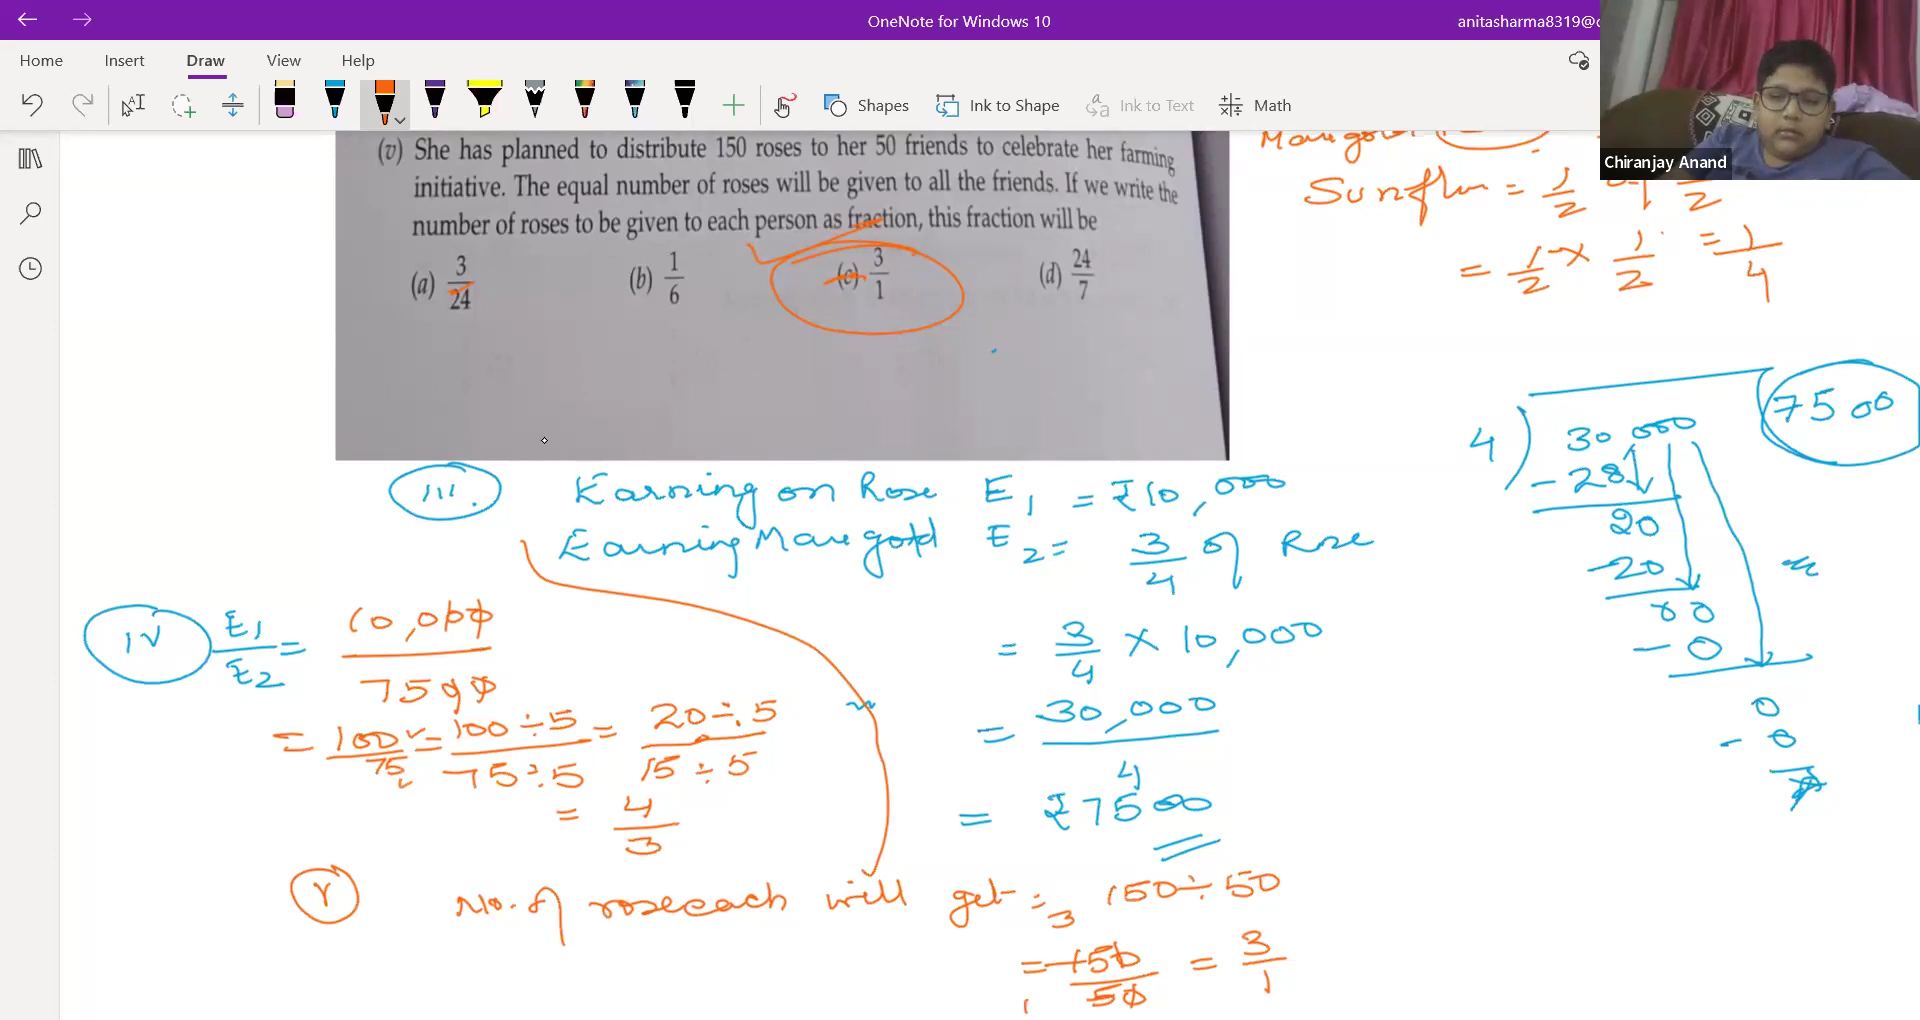 OneNote for Windows 10
anitasharma8319@
Home Insert Draw View Help
Shapes Ink to Shape Ink to Text Math
Chiranjay Anand
(v) She has planned to distribute 150 roses to her 50 friends to celebrate her farming
initiative. The equal number of roses will be given to all the friends. If we write the
number of roses to be given to each person as fraction, this fraction will be
(a) 3/24 (b) 1/6 (c) 3/1 (d) 24/7
= 1/2 × 1/2 = 1/4
4 ) 30,000 ( 7500
- 28
20
- 20
00
- 0
0
- 0
III. Earning on Rose E1 = ₹10,000
Earning Maregold E2 = 3/4 of Rose
= 3/4 × 10,000
= 30,000/4
= ₹7500
IV E1/E2 = 10,000/7500
= 100/75 = 100÷5/75÷5 = 20÷5/15÷5
= 4/3
V No. of rose each will get = 150 ÷ 50
= 150/50 = 3/1